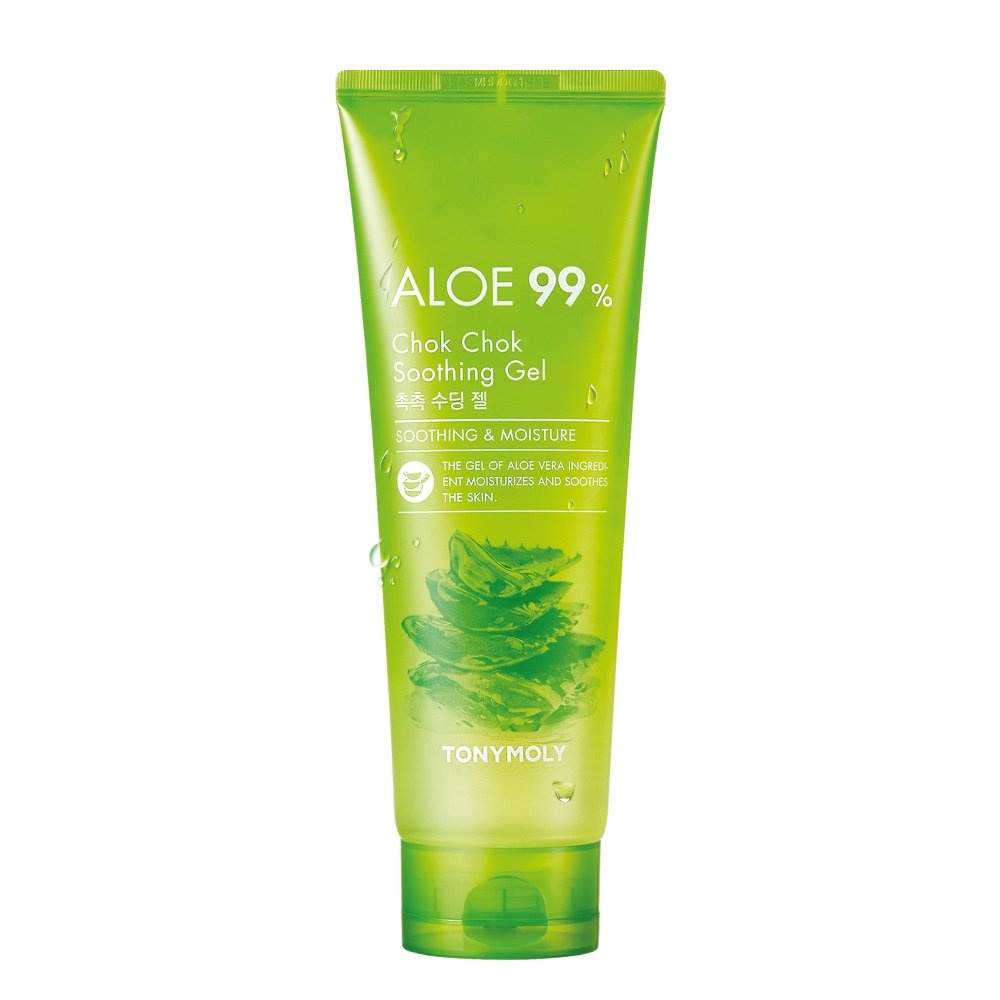 MBD001
ALOE 99%
Chok Chok
Soothing Gel
촉촉 수딩 젤
SOOTHING & MOISTURE
THE GEL OF ALOE VERA INGREDI-
ENT MOISTURIZES AND SOOTHES
THE SKIN.
TONYMOLY